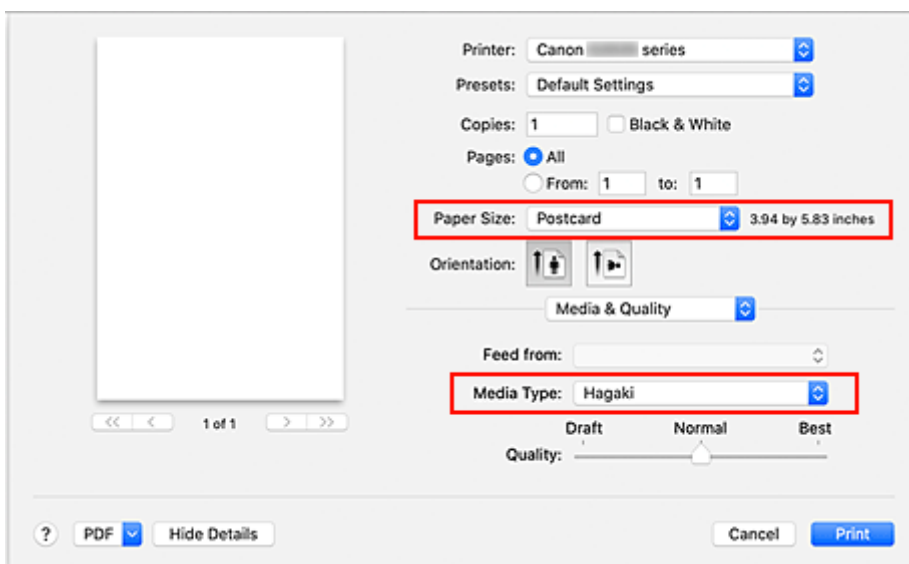 Printer: Canon series
Presets: Default Settings
Copies: 1 Black & White
Pages: All
From: 1 to: 1
Paper Size: Postcard 3.94 by 5.83 inches
Orientation:
Media & Quality
Feed from:
Media Type: Hagaki
<< < 1 of 1 > >>
Draft Normal Best
Quality:
? PDF Hide Details Cancel Print